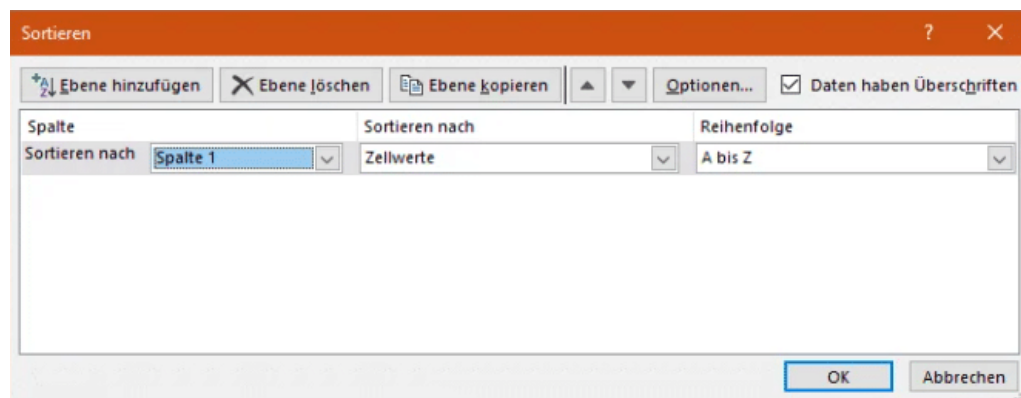 Sortieren ? ×
Ebene hinzufügen Ebene löschen Ebene kopieren Optionen... Daten haben Überschriften
Spalte Sortieren nach Reihenfolge
Sortieren nach Spalte 1 Zellwerte A bis Z
OK Abbrechen